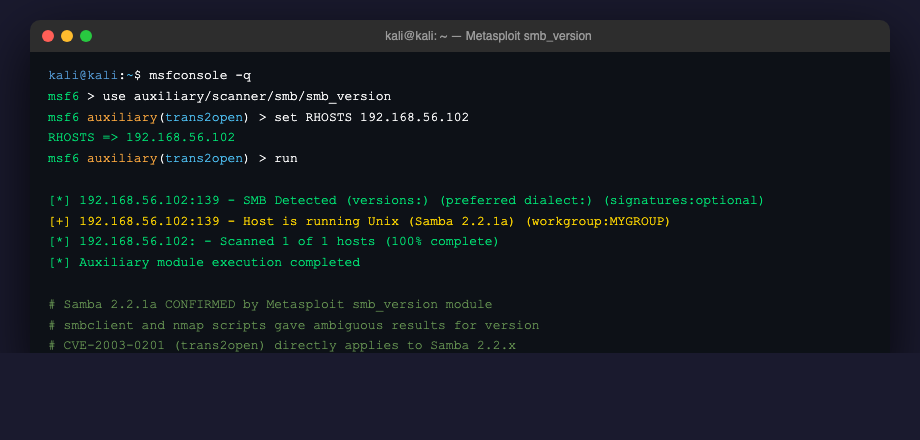 kali@kali: ~ — Metasploit smb_version
kali@kali:~$ msfconsole -q
msf6 > use auxiliary/scanner/smb/smb_version
msf6 auxiliary(trans2open) > set RHOSTS 192.168.56.102
RHOSTS => 192.168.56.102
msf6 auxiliary(trans2open) > run
[*] 192.168.56.102:139 - SMB Detected (versions:) (preferred dialect:) (signatures:optional)
[+] 192.168.56.102:139 - Host is running Unix (Samba 2.2.1a) (workgroup:MYGROUP)
[*] 192.168.56.102: - Scanned 1 of 1 hosts (100% complete)
[*] Auxiliary module execution completed
# Samba 2.2.1a CONFIRMED by Metasploit smb_version module
# smbclient and nmap scripts gave ambiguous results for version
# CVE-2003-0201 (trans2open) directly applies to Samba 2.2.x